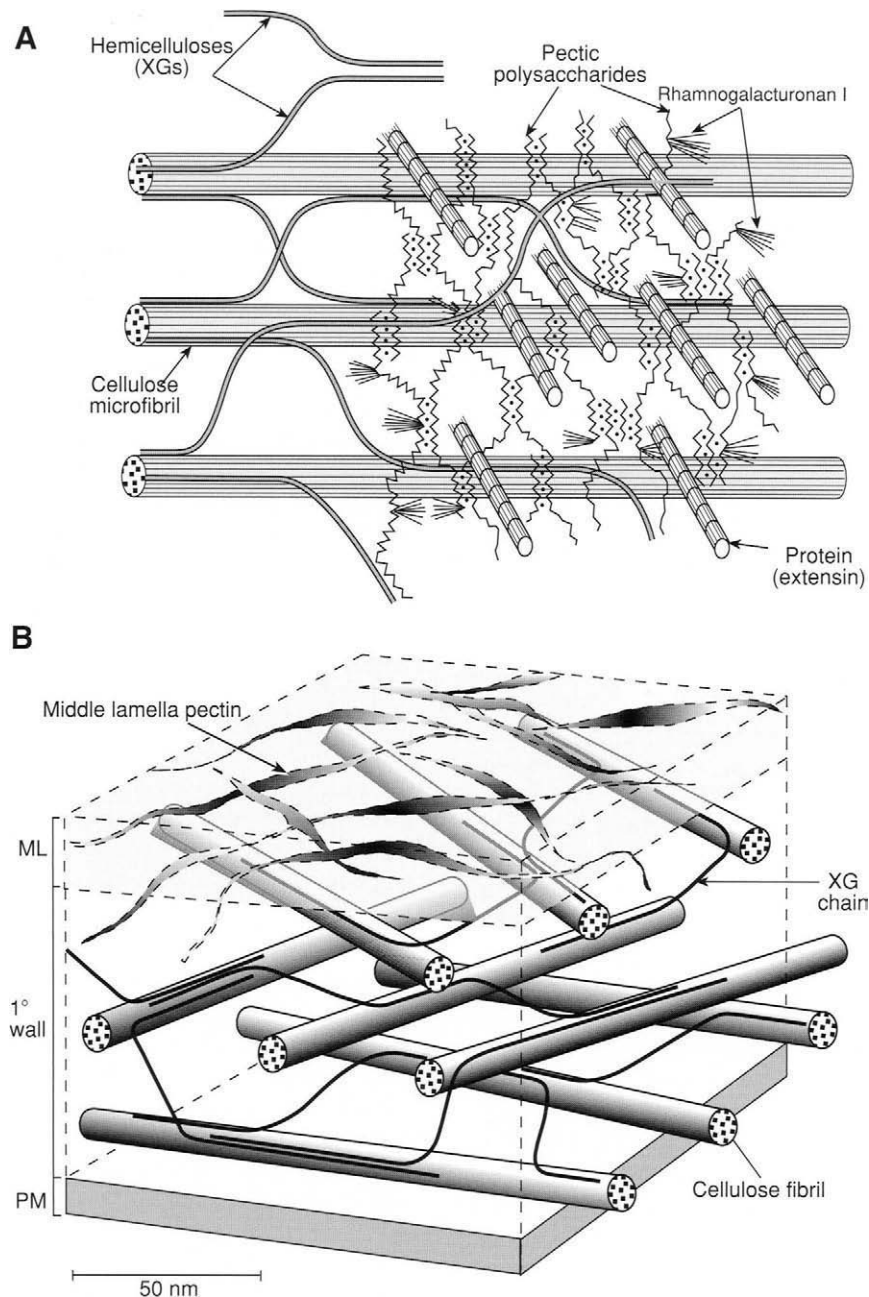 A
Hemicelluloses
(XGs)
Pectic
polysaccharides
Rhamnogalacturonan I
Cellulose
microfibril
Protein
(extensin)
B
Middle lamella pectin
ML
XG
chain
1°
wall
Cellulose fibril
PM
50 nm